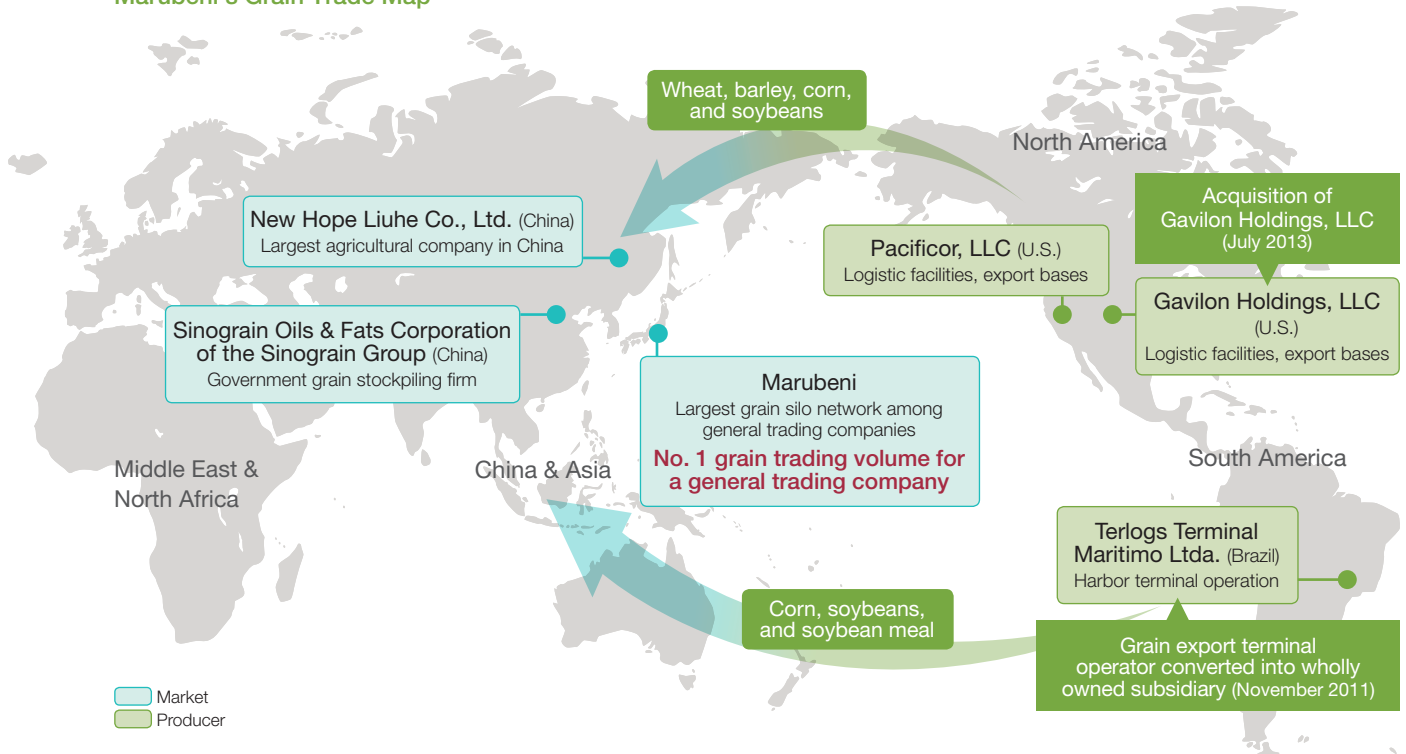 Marubeni's Grain Trade Map
Wheat, barley, corn,
and soybeans
North America
Acquisition of
Gavilon Holdings, LLC
(July 2013)
New Hope Liuhe Co., Ltd. (China)
Largest agricultural company in China
Pacificor, LLC (U.S.)
Logistic facilities, export bases
Gavilon Holdings, LLC
(U.S.)
Logistic facilities, export bases
Sinograin Oils & Fats Corporation
of the Sinograin Group (China)
Government grain stockpiling firm
Marubeni
Largest grain silo network among
general trading companies
No. 1 grain trading volume for
a general trading company
Middle East &
North Africa
China & Asia
South America
Terlogs Terminal
Maritimo Ltda. (Brazil)
Harbor terminal operation
Corn, soybeans,
and soybean meal
Grain export terminal
operator converted into wholly
owned subsidiary (November 2011)
Market
Producer